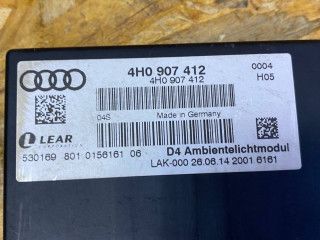 4H0 907 412
4H0 907 412
0004
H05
04S
Made in Germany
LEAR
CORPORATION
530169 801 0156161 06
D4 Ambientelichtmodul
LAK-000 26.06.14 2001 6161